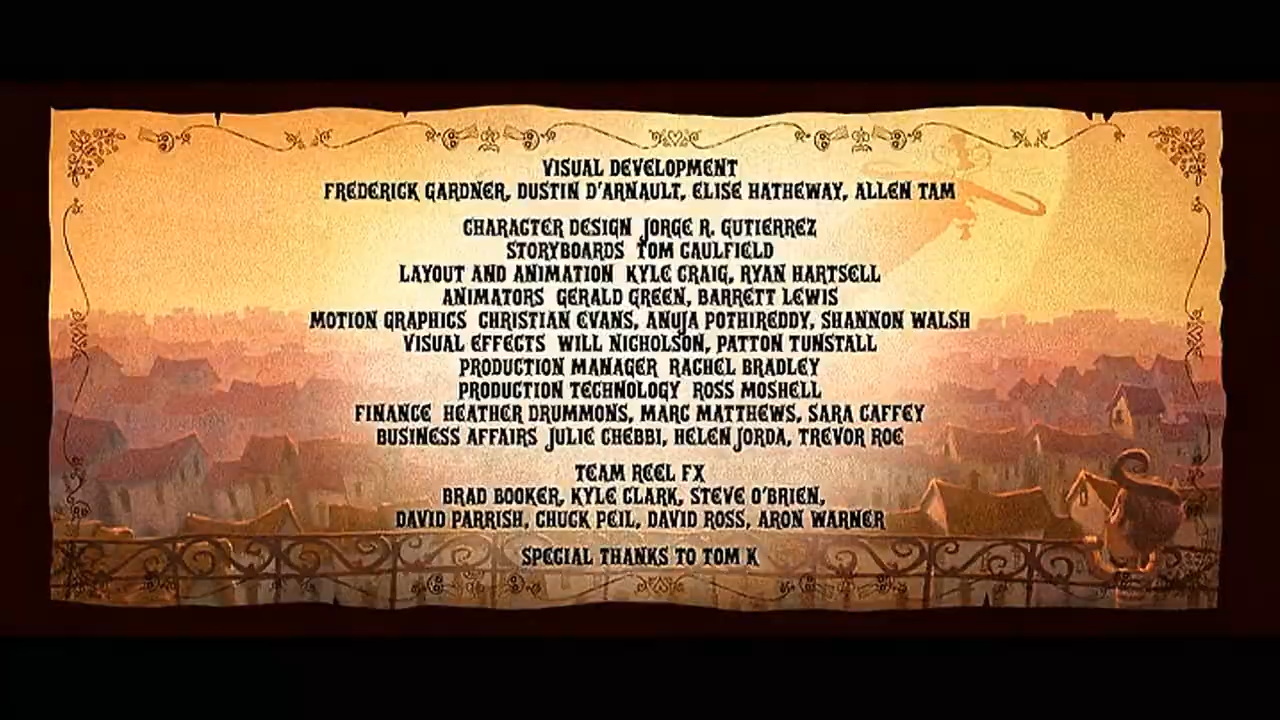 VISUAL DEVELOPMENT
FREDERICK GARDNER, DUSTIN D'ARNAULT, ELISE HATHEWAY, ALLEN TAM
CHARACTER DESIGN JORGE R. GUTIERREZ
STORYBOARDS TOM CAULFIELD
LAYOUT AND ANIMATION KYLE CRAIG, RYAN HARTSELL
ANIMATORS GERALD GREEN, BARRETT LEWIS
MOTION GRAPHICS CHRISTIAN EVANS, ANUJA POTHIREDDY, SHANNON WALSH
VISUAL EFFECTS WILL NICHOLSON, PATTON TUNSTALL
PRODUCTION MANAGER RACHEL BRADLEY
PRODUCTION TECHNOLOGY ROSS MOSHELL
FINANCE HEATHER DRUMMONS, MARC MATTHEWS, SARA CAFFEY
BUSINESS AFFAIRS JULIE CHEBBI, HELEN JORDA, TREVOR ROE
TEAM REEL FX
BRAD BOOKER, KYLE CLARK, STEVE O'BRIEN,
DAVID PARRISH, CHUCK PEIL, DAVID ROSS, ARON WARNER
SPECIAL THANKS TO TOM K